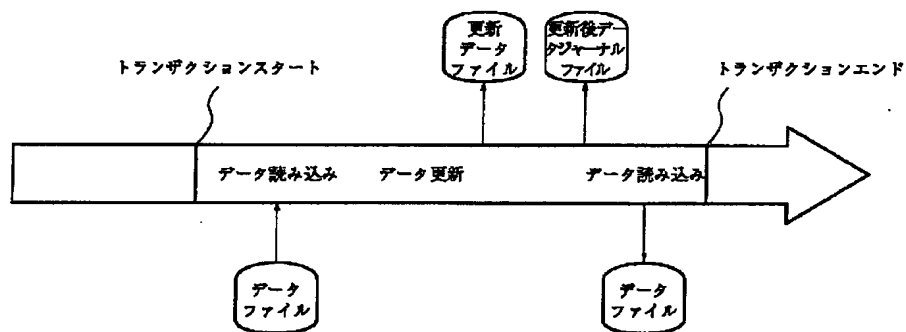 更新
データ
ファイル
更新後デー
タジャーナル
ファイル
トランザクションスタート
トランザクションエンド
データ読み込み
データ更新
データ読み込み
データ
ファイル
データ
ファイル